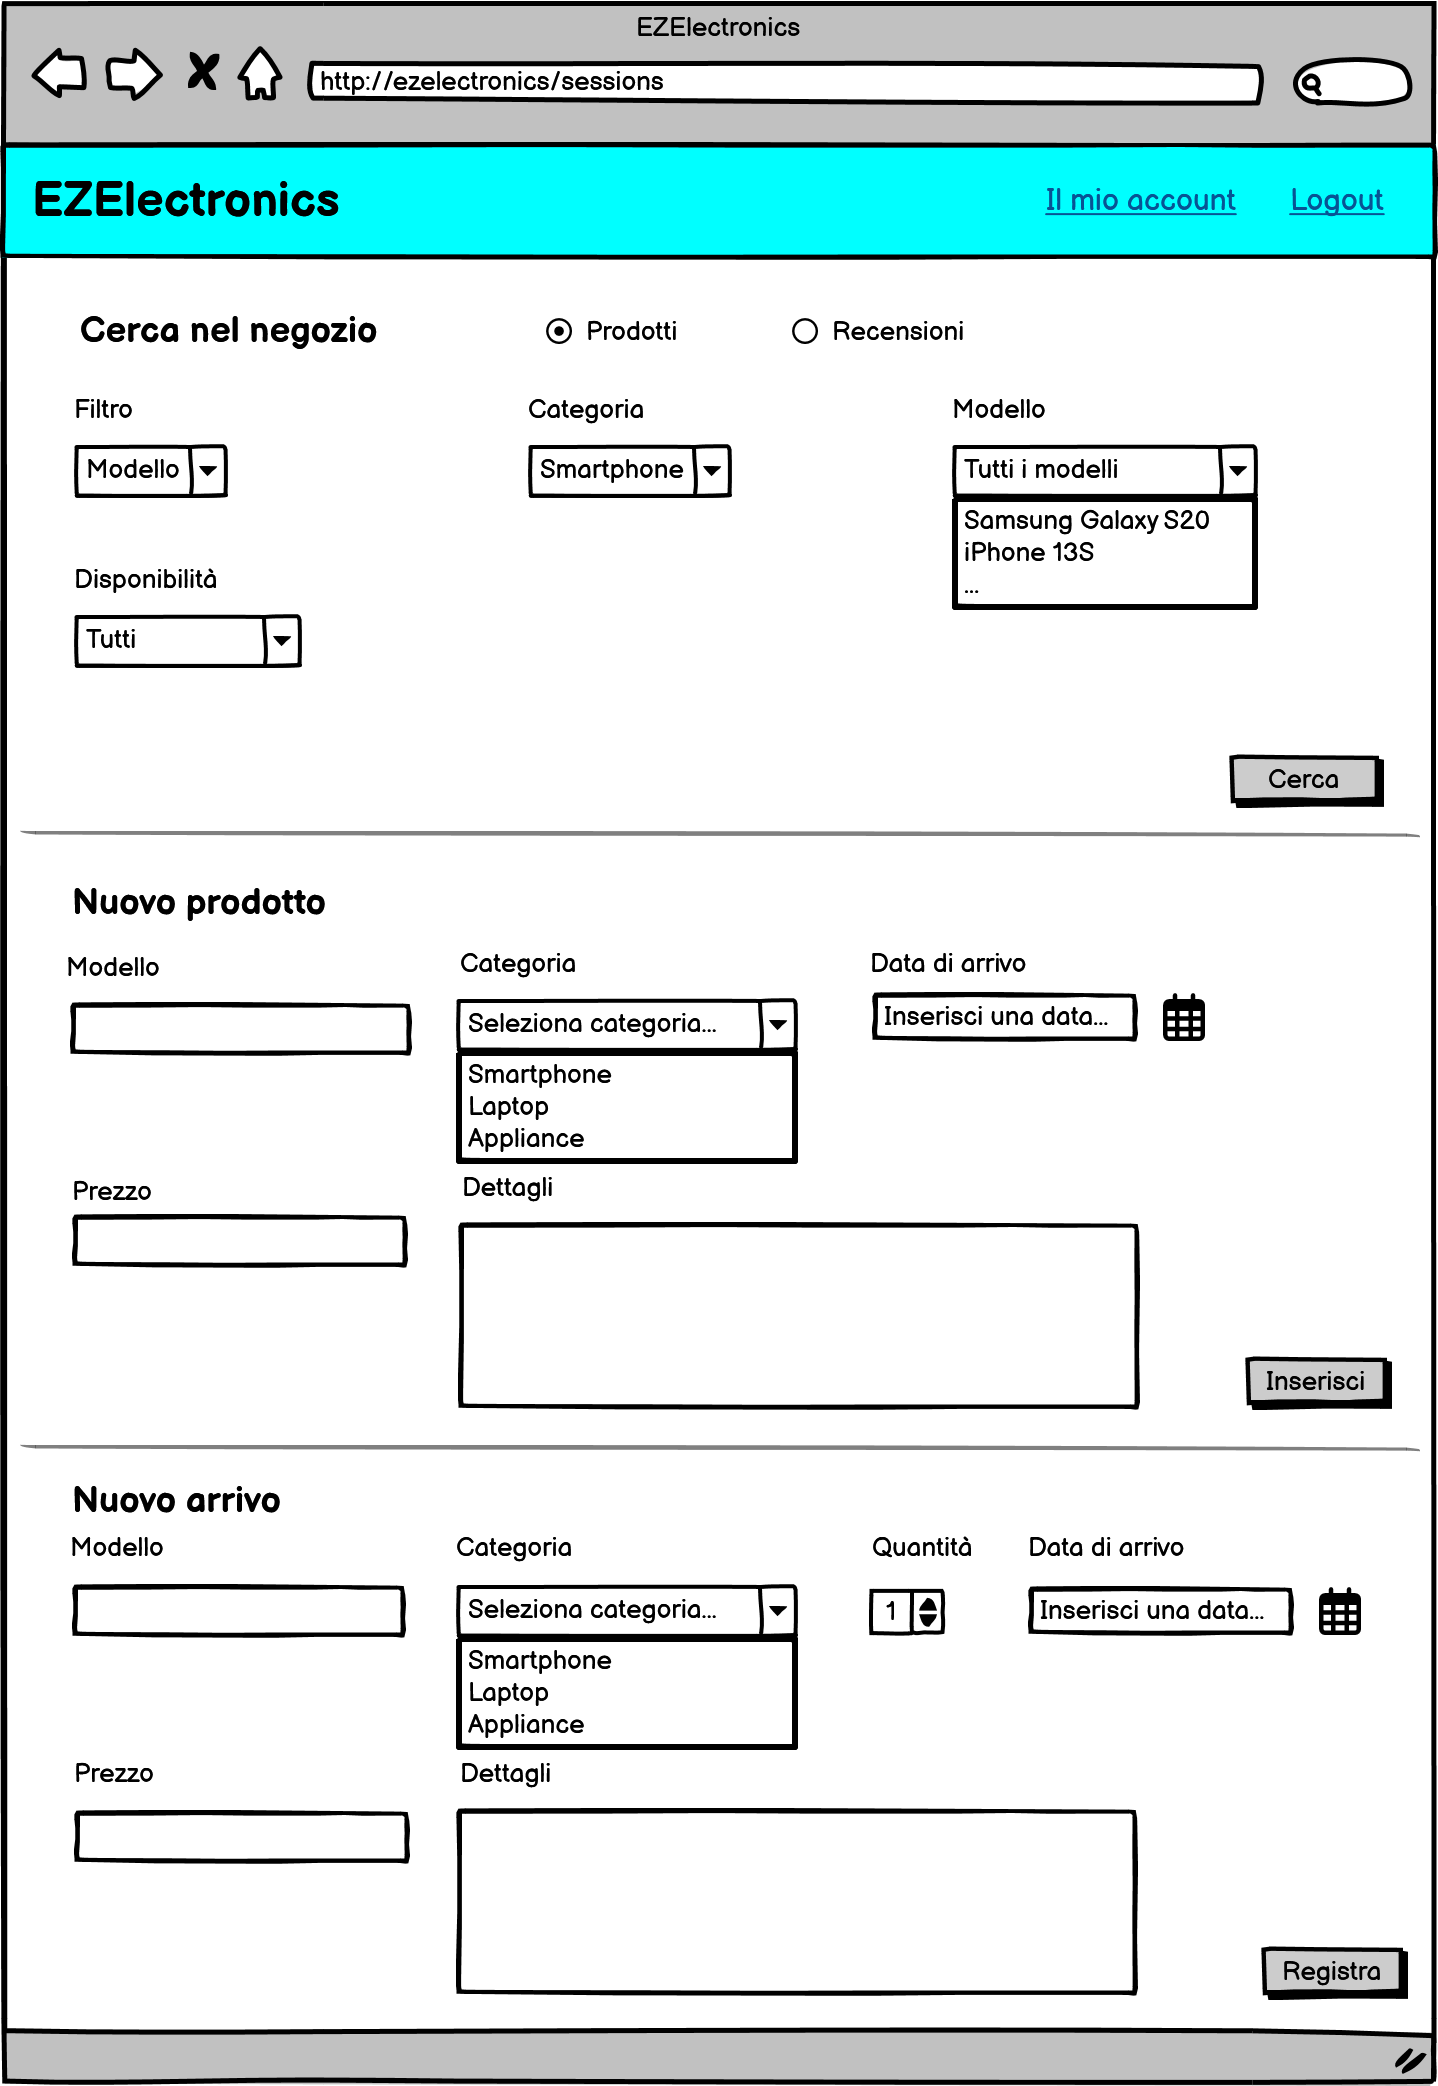 EZElectronics
http://ezelectronics/sessions
EZElectronics
Il mio account Logout
Cerca nel negozio
Prodotti Recensioni
Filtro Categoria Modello
Modello Smartphone Tutti i modelli
Samsung Galaxy S20
iPhone 13S
...
Disponibilità
Tutti
Cerca
Nuovo prodotto
Modello Categoria Data di arrivo
Seleziona categoria... Inserisci una data...
Smartphone
Laptop
Appliance
Prezzo Dettagli
Inserisci
Nuovo arrivo
Modello Categoria Quantità Data di arrivo
Seleziona categoria... 1 Inserisci una data...
Smartphone
Laptop
Appliance
Prezzo Dettagli
Registra